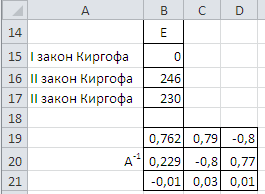 A B C D
14 E
15 I закон Киргофа 0
16 II закон Киргофа 246
17 II закон Киргофа 230
18
19 0,762 0,79 -0,8
20 A-1 0,229 -0,8 0,77
21 -0,01 0,03 0,01